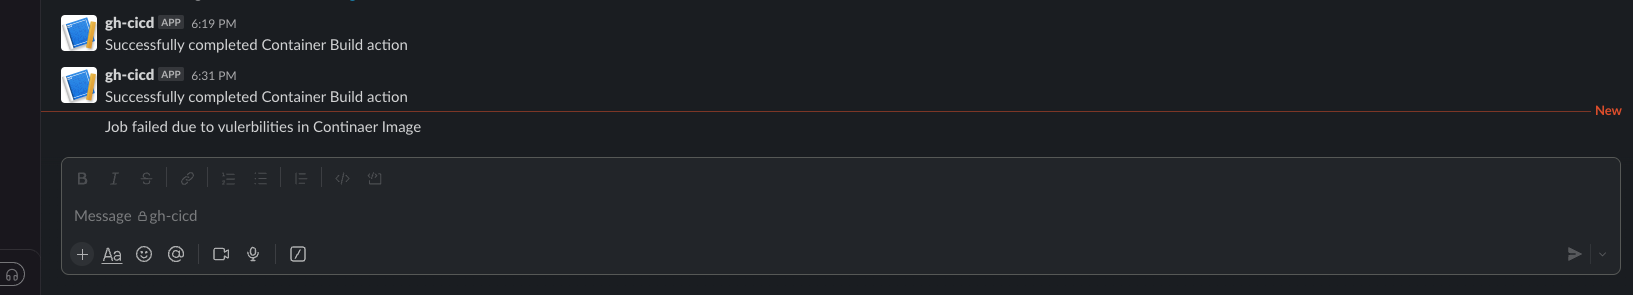 gh-cicd APP 6:19 PM
Successfully completed Container Build action
gh-cicd APP 6:31 PM
Successfully completed Container Build action
New
Job failed due to vulerbilities in Continaer Image
B I S
Message gh-cicd
Aa